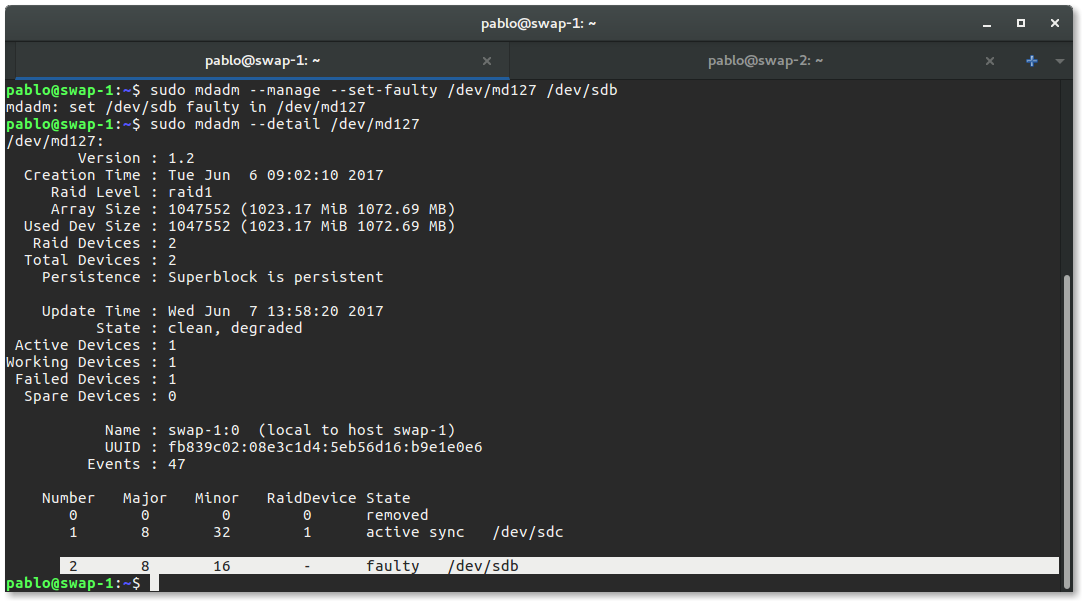 pablo@swap-1: ~
pablo@swap-1: ~
pablo@swap-2: ~
pablo@swap-1:~$ sudo mdadm --manage --set-faulty /dev/md127 /dev/sdb
mdadm: set /dev/sdb faulty in /dev/md127
pablo@swap-1:~$ sudo mdadm --detail /dev/md127
/dev/md127:
        Version : 1.2
  Creation Time : Tue Jun  6 09:02:10 2017
     Raid Level : raid1
     Array Size : 1047552 (1023.17 MiB 1072.69 MB)
  Used Dev Size : 1047552 (1023.17 MiB 1072.69 MB)
   Raid Devices : 2
  Total Devices : 2
    Persistence : Superblock is persistent
    Update Time : Wed Jun  7 13:58:20 2017
          State : clean, degraded
 Active Devices : 1
Working Devices : 1
 Failed Devices : 1
  Spare Devices : 0
           Name : swap-1:0  (local to host swap-1)
           UUID : fb839c02:08e3c1d4:5eb56d16:b9e1e0e6
         Events : 47
    Number   Major   Minor   RaidDevice State
       0       0        0        0      removed
       1       8       32        1      active sync   /dev/sdc
       2       8       16        -      faulty   /dev/sdb
pablo@swap-1:~$